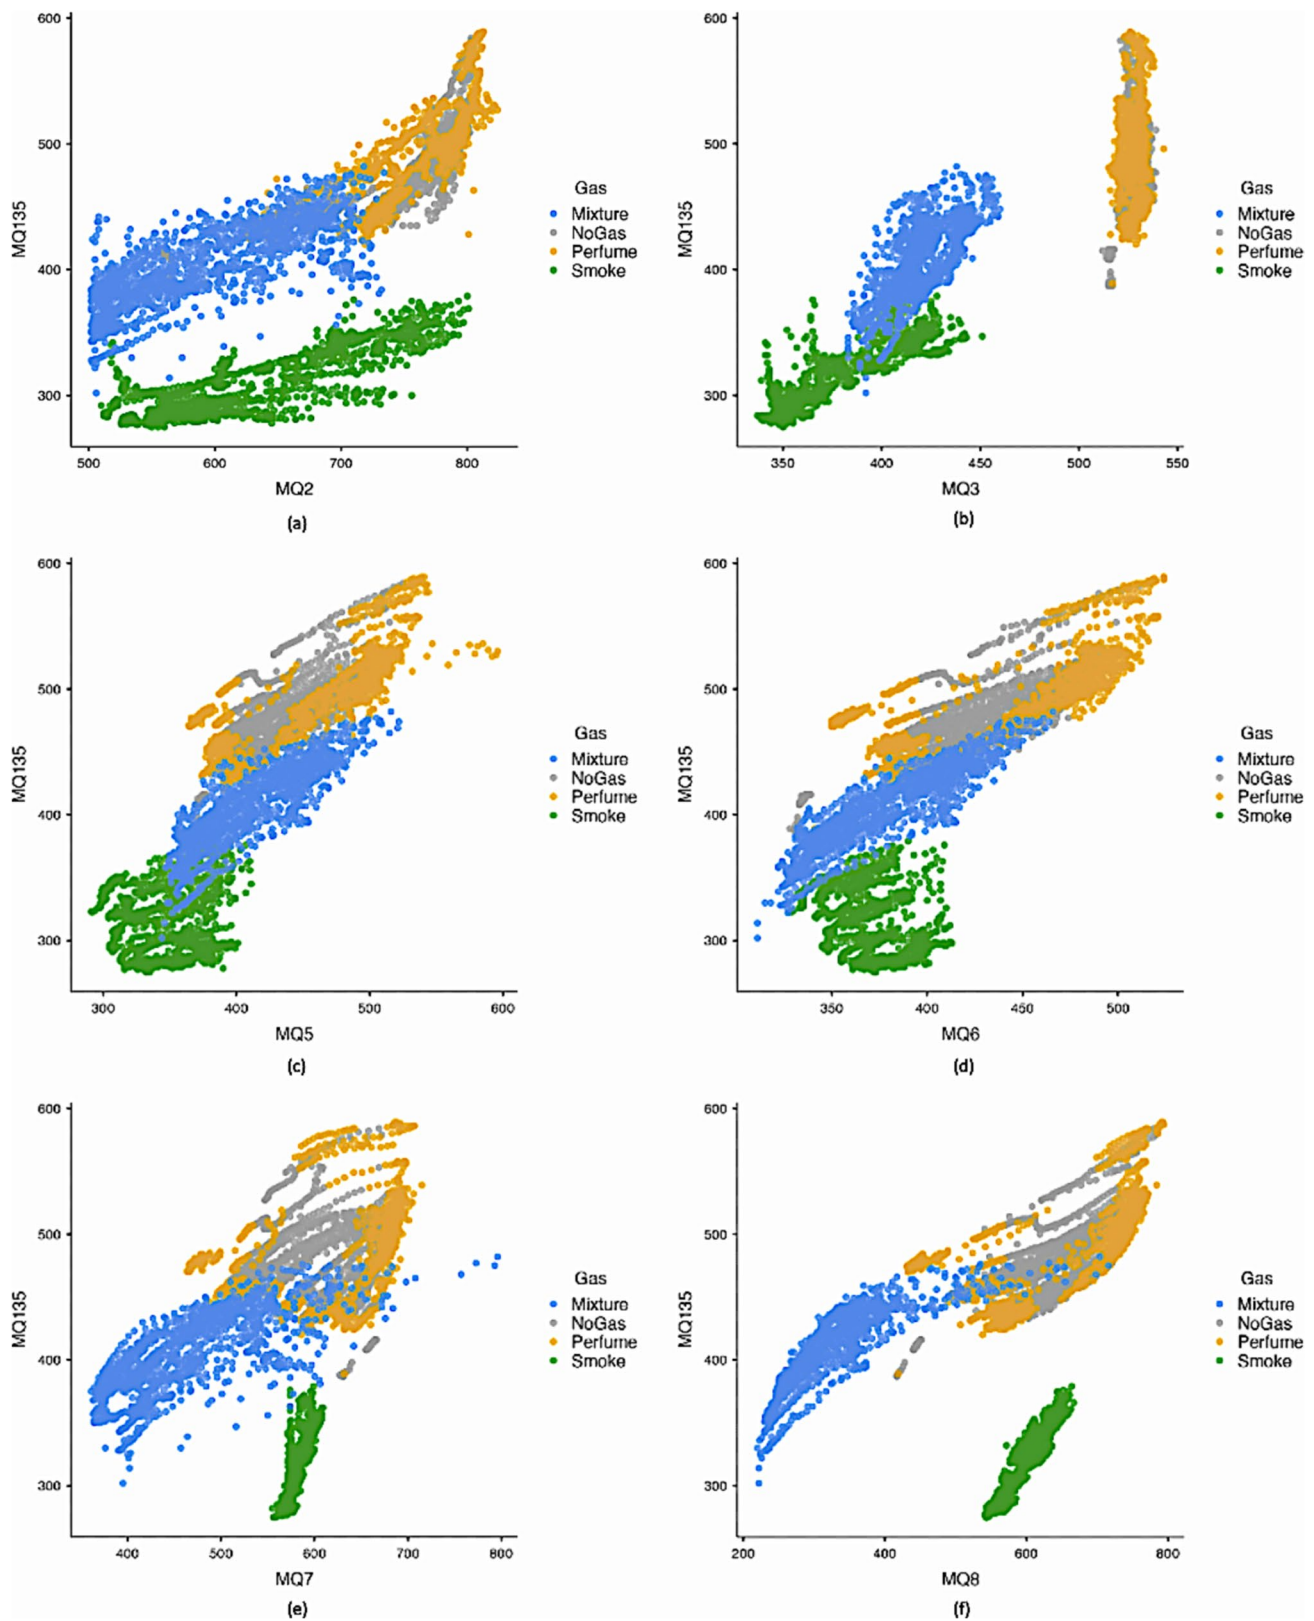 600
500
400
300
MQ135
500
600
700
800
MQ2
Gas
Mixture
NoGas
Perfume
Smoke
(a)
600
500
400
300
MQ135
350
400
450
500
550
MQ3
Gas
Mixture
NoGas
Perfume
Smoke
(b)
600
500
400
300
MQ135
300
400
500
600
MQ5
Gas
Mixture
NoGas
Perfume
Smoke
(c)
600
500
400
300
MQ135
350
400
450
500
MQ6
Gas
Mixture
NoGas
Perfume
Smoke
(d)
600
500
400
300
MQ135
400
500
600
700
800
MQ7
Gas
Mixture
NoGas
Perfume
Smoke
(e)
600
500
400
300
MQ135
200
400
600
800
MQ8
Gas
Mixture
NoGas
Perfume
Smoke
(f)